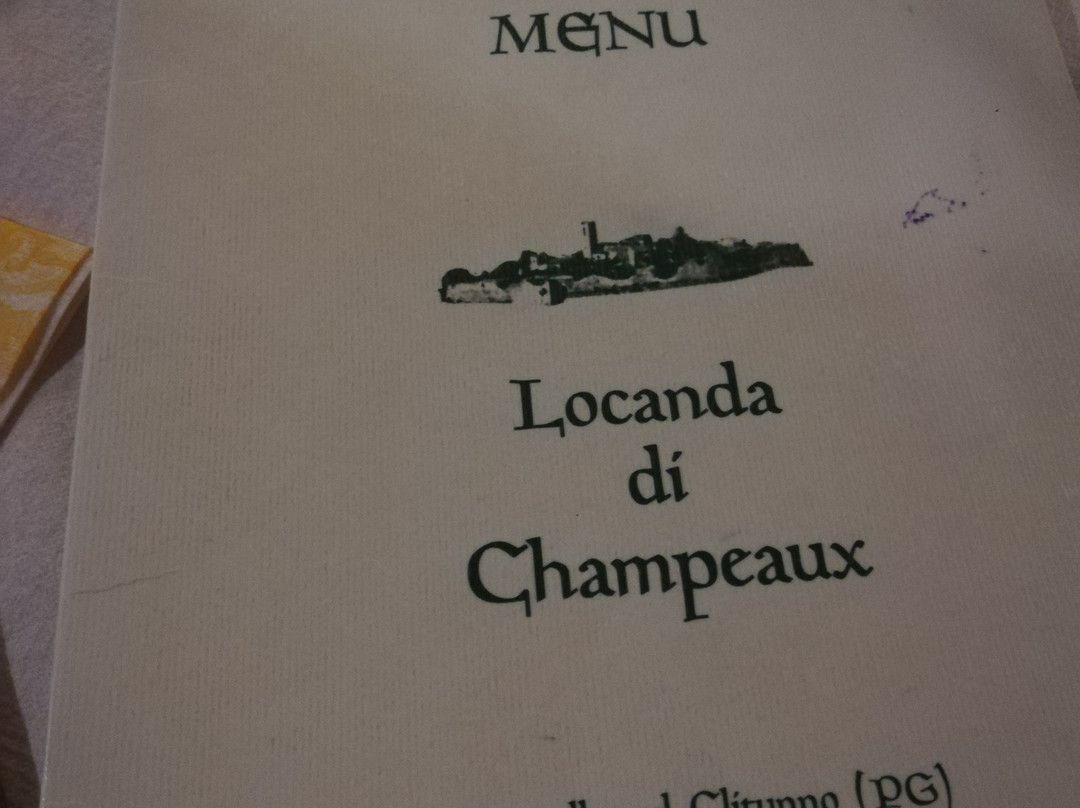 MENU
Locanda
di
Champeaux
Clitunno (PG)